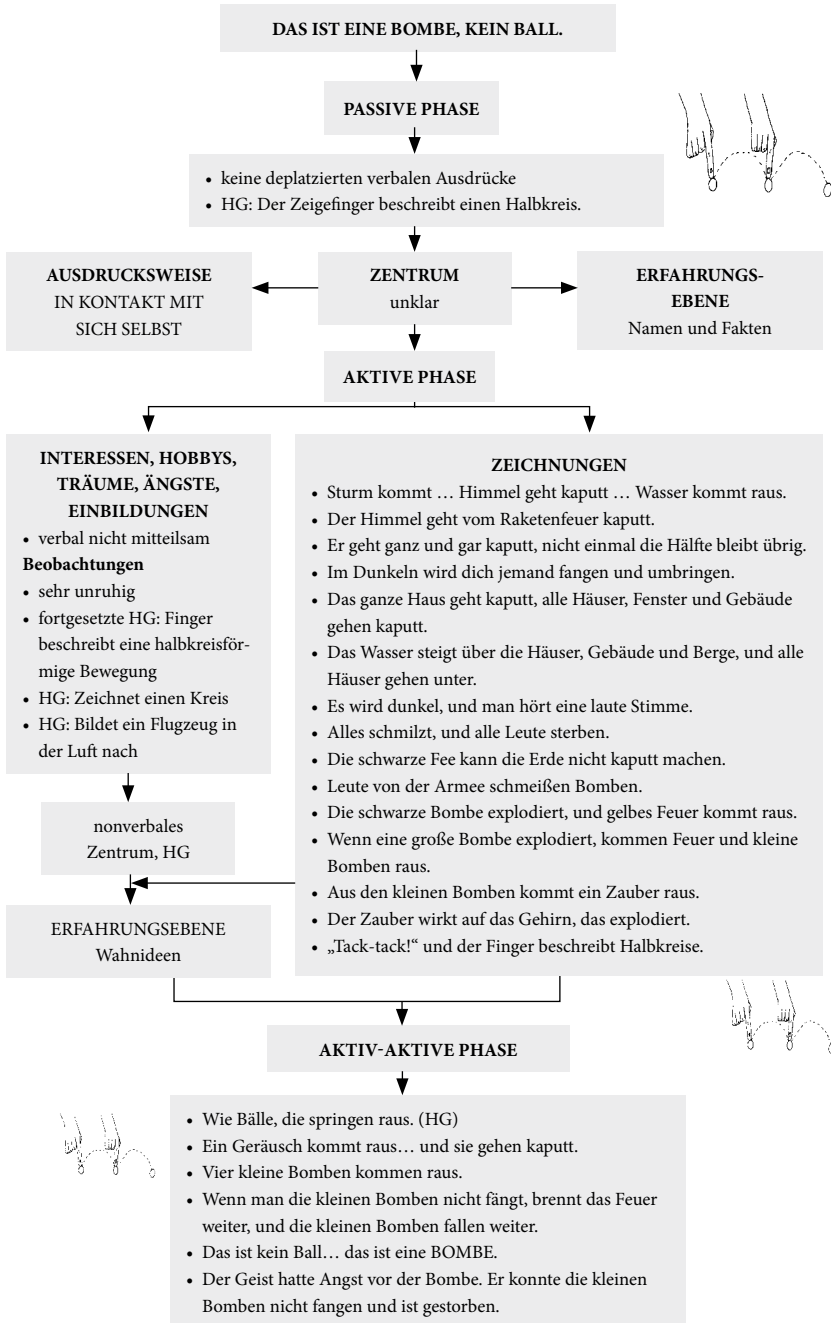 DAS IST EINE BOMBE, KEIN BALL.
PASSIVE PHASE
• keine deplatzierten verbalen Ausdrücke
• HG: Der Zeigefinger beschreibt einen Halbkreis.
AUSDRUCKSWEISE
IN KONTAKT MIT
SICH SELBST
ZENTRUM
unklar
ERFAHRUNGS-
EBENE
Namen und Fakten
AKTIVE PHASE
INTERESSEN, HOBBYS,
TRÄUME, ÄNGSTE,
EINBILDUNGEN
• verbal nicht mitteilsam
Beobachtungen
• sehr unruhig
• fortgesetzte HG: Finger
beschreibt eine halbkreisför-
mige Bewegung
• HG: Zeichnet einen Kreis
• HG: Bildet ein Flugzeug in
der Luft nach
nonverbales
Zentrum, HG
ERFAHRUNGSEBENE
Wahnideen
ZEICHNUNGEN
• Sturm kommt … Himmel geht kaputt … Wasser kommt raus.
• Der Himmel geht vom Raketenfeuer kaputt.
• Er geht ganz und gar kaputt, nicht einmal die Hälfte bleibt übrig.
• Im Dunkeln wird dich jemand fangen und umbringen.
• Das ganze Haus geht kaputt, alle Häuser, Fenster und Gebäude
gehen kaputt.
• Das Wasser steigt über die Häuser, Gebäude und Berge, und alle
Häuser gehen unter.
• Es wird dunkel, und man hört eine laute Stimme.
• Alles schmilzt, und alle Leute sterben.
• Die schwarze Fee kann die Erde nicht kaputt machen.
• Leute von der Armee schmeißen Bomben.
• Die schwarze Bombe explodiert, und gelbes Feuer kommt raus.
• Wenn eine große Bombe explodiert, kommen Feuer und kleine
Bomben raus.
• Aus den kleinen Bomben kommt ein Zauber raus.
• Der Zauber wirkt auf das Gehirn, das explodiert.
• „Tack-tack!“ und der Finger beschreibt Halbkreise.
AKTIV-AKTIVE PHASE
• Wie Bälle, die springen raus. (HG)
• Ein Geräusch kommt raus… und sie gehen kaputt.
• Vier kleine Bomben kommen raus.
• Wenn man die kleinen Bomben nicht fängt, brennt das Feuer
weiter, und die kleinen Bomben fallen weiter.
• Das ist kein Ball… das ist eine BOMBE.
• Der Geist hatte Angst vor der Bombe. Er konnte die kleinen
Bomben nicht fangen und ist gestorben.